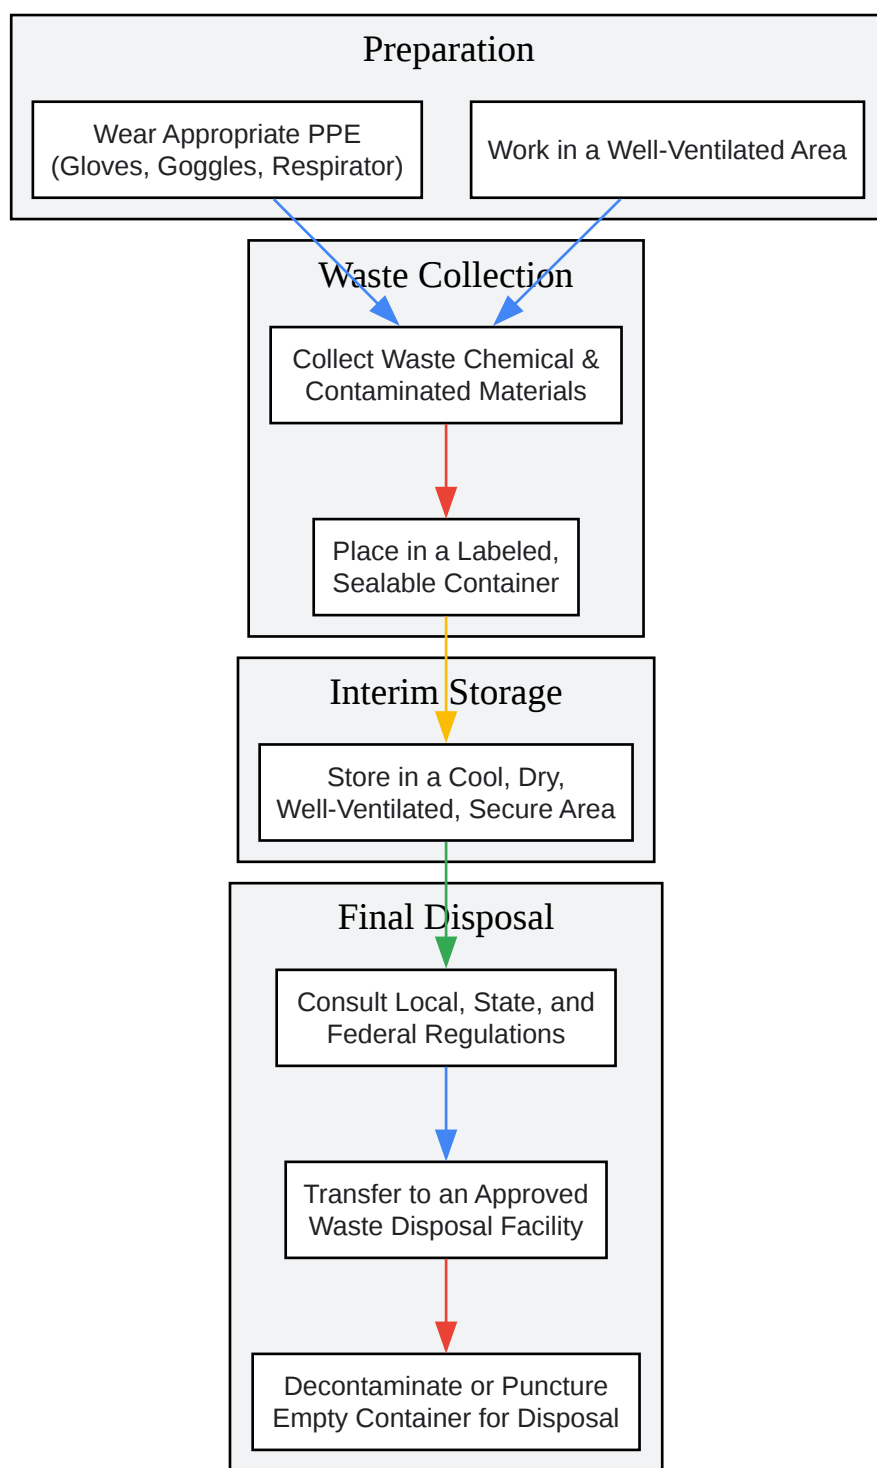 Preparation
Wear Appropriate PPE
(Gloves, Goggles, Respirator)
Work in a Well-Ventilated Area
Waste Collection
Collect Waste Chemical &
Contaminated Materials
Place in a Labeled,
Sealable Container
Interim Storage
Store in a Cool, Dry,
Well-Ventilated, Secure Area
Final Disposal
Consult Local, State, and
Federal Regulations
Transfer to an Approved
Waste Disposal Facility
Decontaminate or Puncture
Empty Container for Disposal